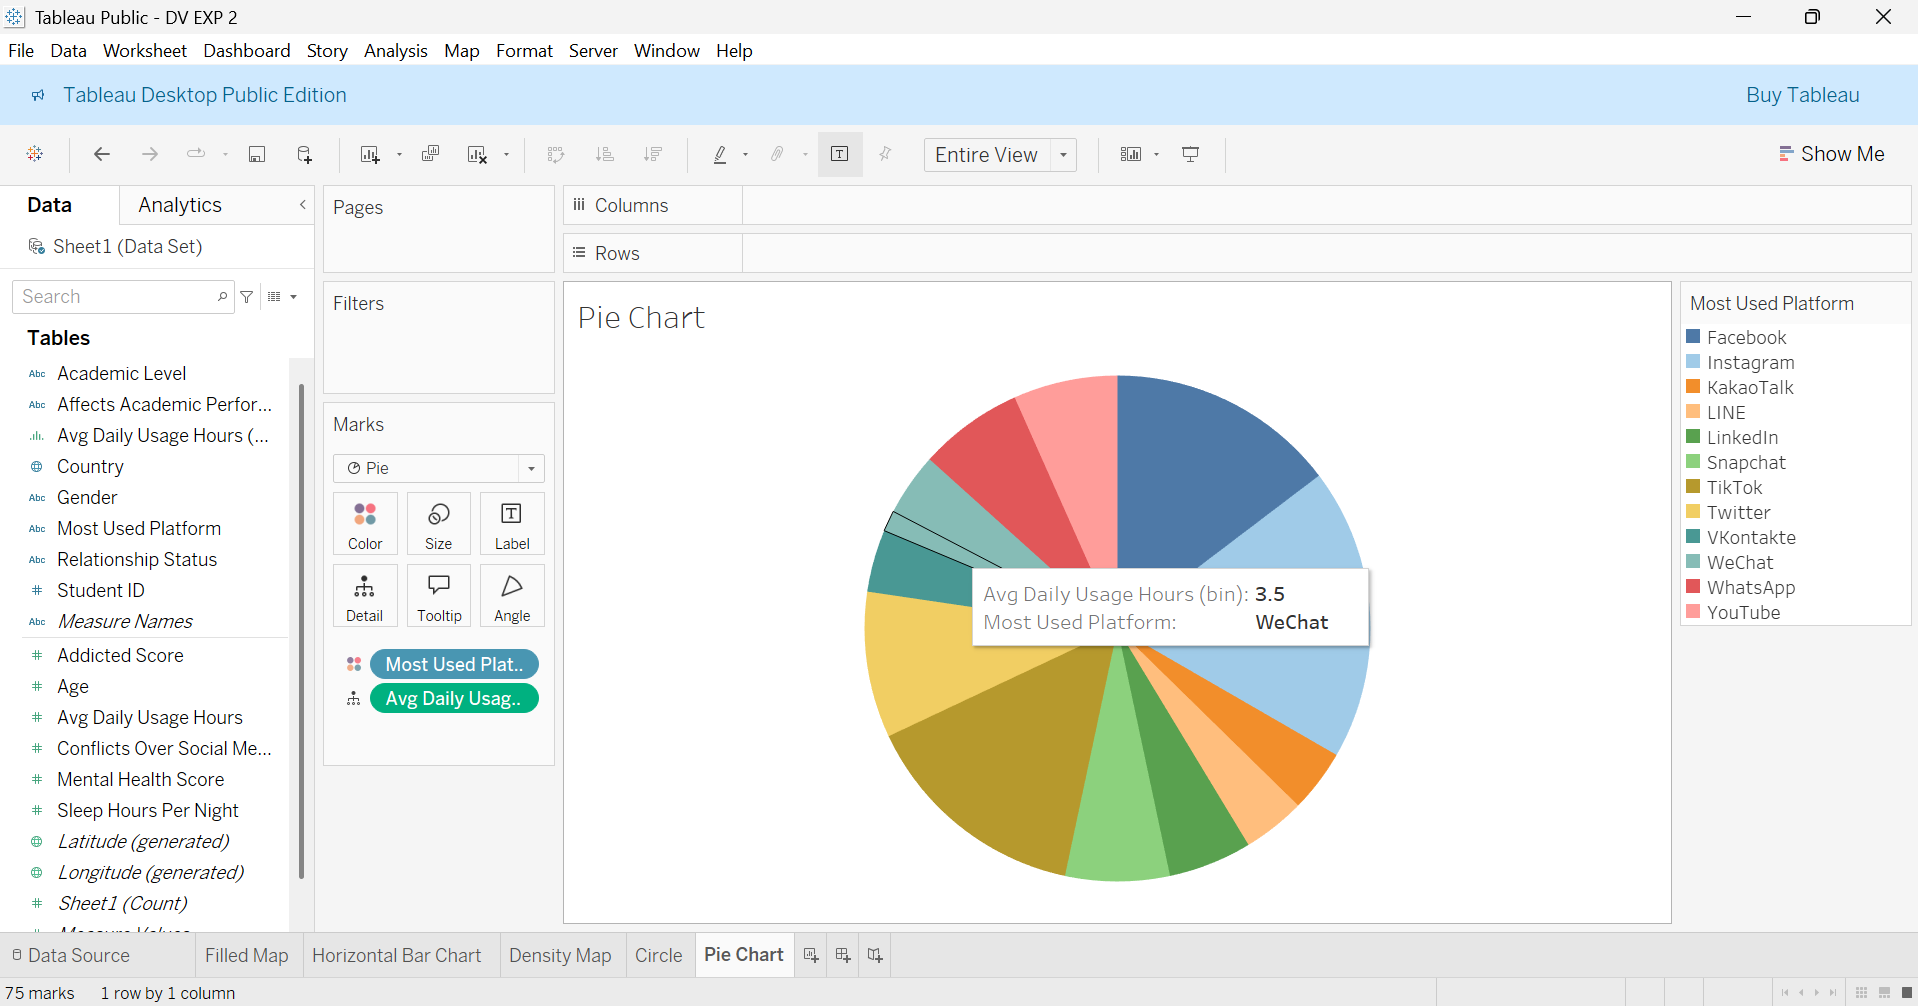 Tableau Public - DV EXP 2
File Data Worksheet Dashboard Story Analysis Map Format Server Window Help
Tableau Desktop Public Edition
Buy Tableau
Entire View
Show Me
Data
Analytics
Sheet1 (Data Set)
Search
Tables
Abc Academic Level
Abc Affects Academic Perfor...
Avg Daily Usage Hours (...
Country
Abc Gender
Abc Most Used Platform
Abc Relationship Status
# Student ID
Abc Measure Names
# Addicted Score
# Age
# Avg Daily Usage Hours
# Conflicts Over Social Me...
# Mental Health Score
# Sleep Hours Per Night
Latitude (generated)
Longitude (generated)
# Sheet1 (Count)
Pages
Filters
Marks
Pie
Color
Size
Label
Detail
Tooltip
Angle
Most Used Plat..
Avg Daily Usag..
Columns
Rows
Pie Chart
Avg Daily Usage Hours (bin): 3.5
Most Used Platform: WeChat
Most Used Platform
Facebook
Instagram
KakaoTalk
LINE
LinkedIn
Snapchat
TikTok
Twitter
VKontakte
WeChat
WhatsApp
YouTube
Data Source
Filled Map
Horizontal Bar Chart
Density Map
Circle
Pie Chart
75 marks
1 row by 1 column